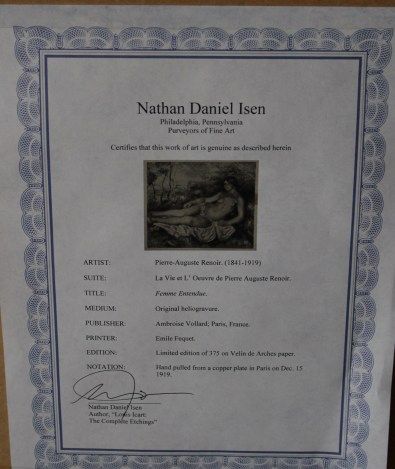 Nathan Daniel Isen
Philadelphia, Pennsylvania
Purveyors of Fine Art
Certifies that this work of art is genuine as described herein
ARTIST: Pierre-Auguste Renoir. (1841-1919)
SUITE: La Vie et L' Oeuvre de Pierre Auguste Renoir.
TITLE: Femme Entendue.
MEDIUM: Original heliogravure.
PUBLISHER: Ambroise Vollard; Paris, France.
PRINTER: Emile Fequet.
EDITION: Limited edition of 375 on Velin de Arches paper.
NOTATION: Hand pulled from a copper plate in Paris on Dec. 15
1919.
Nathan Daniel Isen
Author, "Louis Icart:
The Complete Etchings"